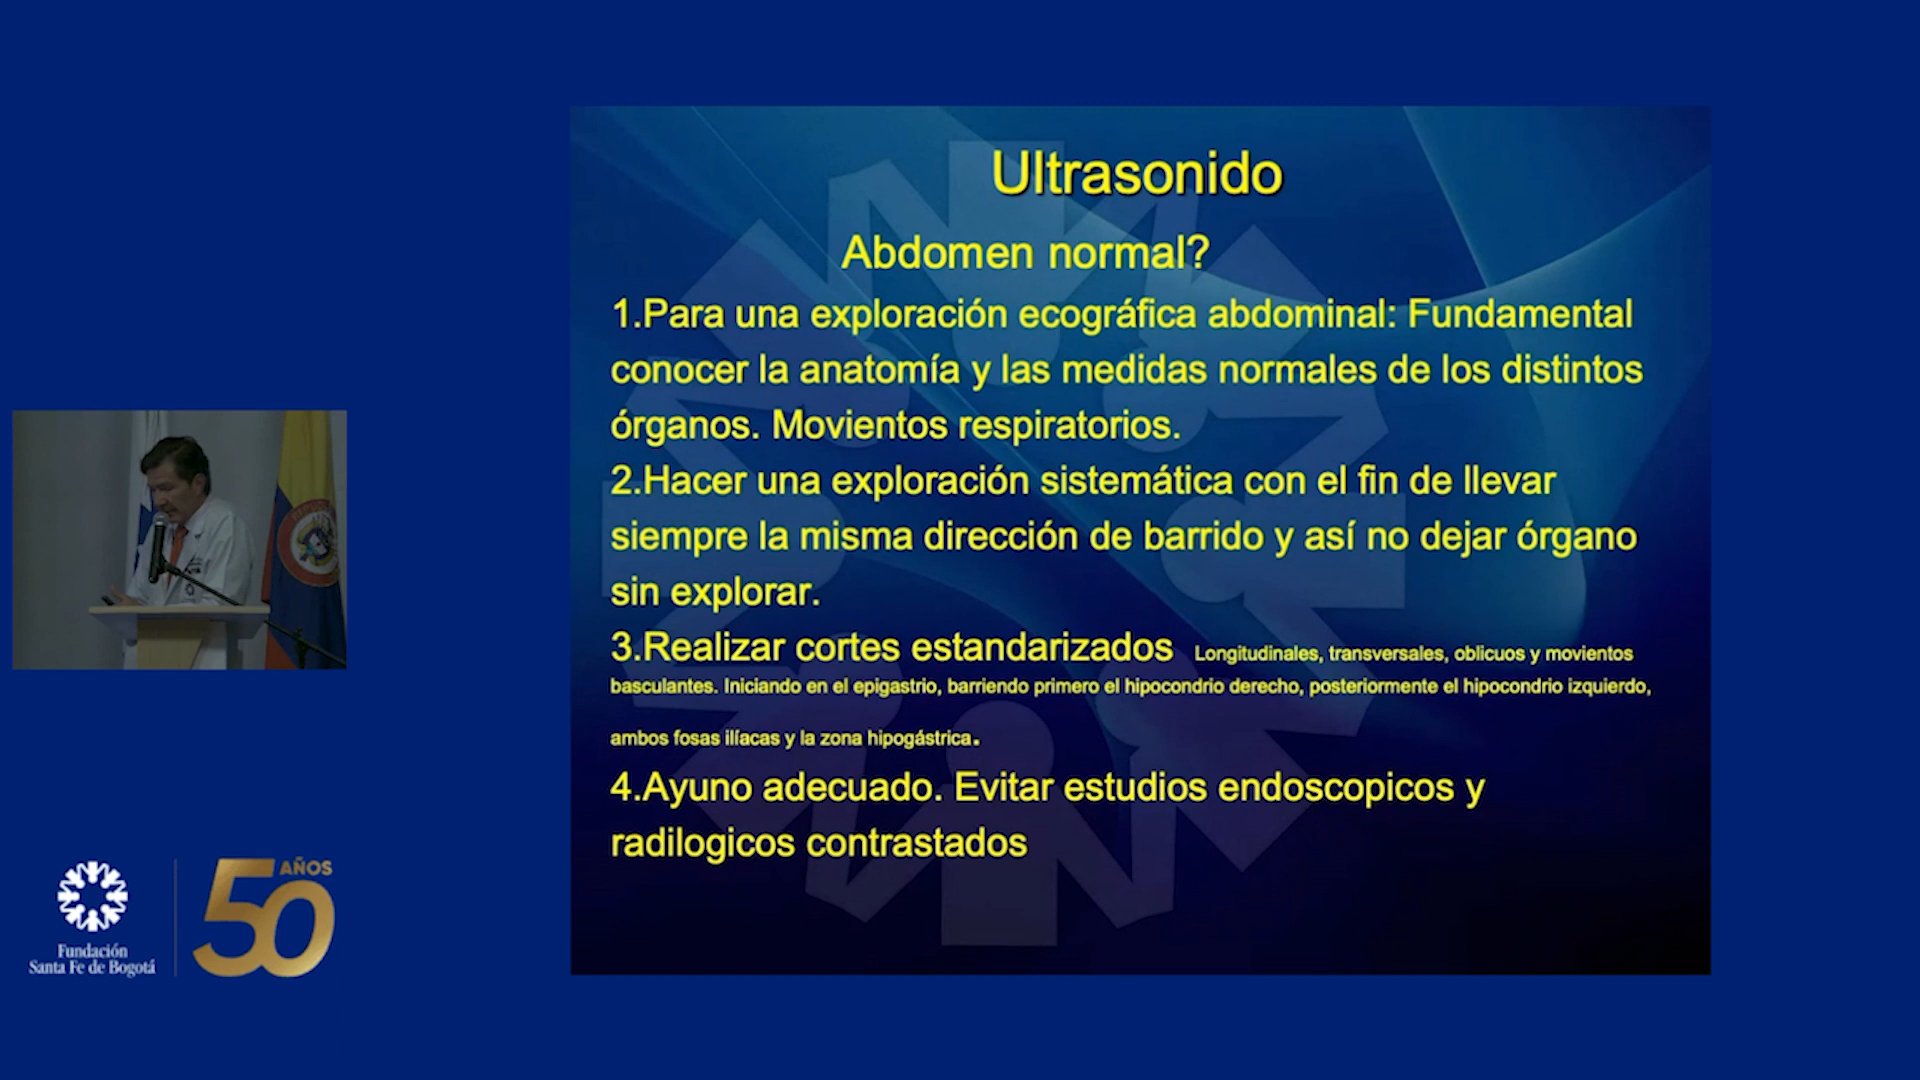 Ultrasonido
Abdomen normal?
1.Para una exploración ecográfica abdominal: Fundamental
conocer la anatomía y las medidas normales de los distintos
órganos. Movientos respiratorios.
2.Hacer una exploración sistemática con el fin de llevar
siempre la misma dirección de barrido y así no dejar órgano
sin explorar.
3.Realizar cortes estandarizados Longitudinales, transversales, oblicuos y movientos
basculantes. Iniciando en el epigastrio, barriendo primero el hipocondrio derecho, posteriormente el hipocondrio izquierdo,
ambos fosas ilíacas y la zona hipogástrica.
4.Ayuno adecuado. Evitar estudios endoscopicos y
radilogicos contrastados
Fundación
Santa Fe de Bogotá
50 AÑOS